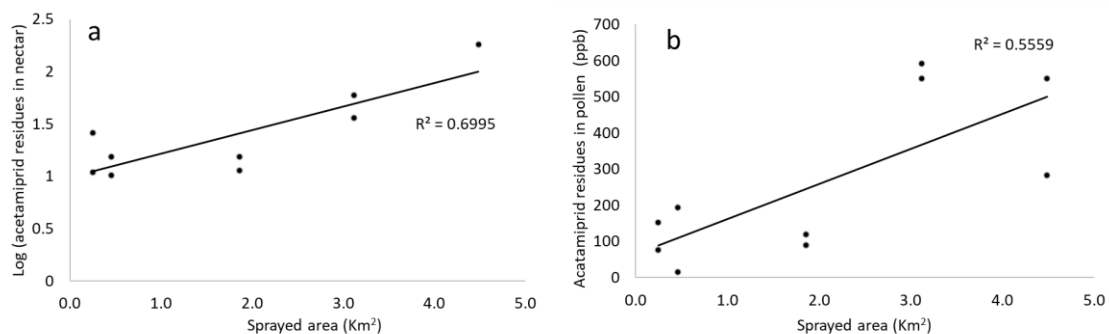 a
2.5
2
1.5
1
0.5
0
Log (acetamiprid residues in nectar)
R² = 0.6995
0.0 1.0 2.0 3.0 4.0 5.0
Sprayed area (Km²)
b
700
600
500
400
300
200
100
0
Acatamiprid residues in pollen (ppb)
R² = 0.5559
0.0 1.0 2.0 3.0 4.0 5.0
Sprayed area (Km²)